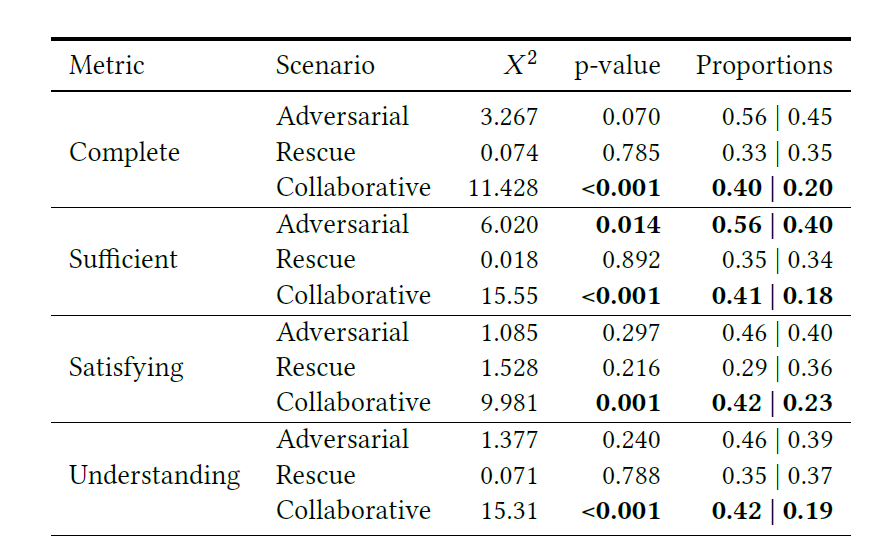 Metric Scenario X² p-value Proportions
Adversarial 3.267 0.070 0.56 | 0.45
Complete Rescue 0.074 0.785 0.33 | 0.35
Collaborative 11.428 <0.001 0.40 | 0.20
Adversarial 6.020 0.014 0.56 | 0.40
Sufficient Rescue 0.018 0.892 0.35 | 0.34
Collaborative 15.55 <0.001 0.41 | 0.18
Adversarial 1.085 0.297 0.46 | 0.40
Satisfying Rescue 1.528 0.216 0.29 | 0.36
Collaborative 9.981 0.001 0.42 | 0.23
Adversarial 1.377 0.240 0.46 | 0.39
Understanding Rescue 0.071 0.788 0.35 | 0.37
Collaborative 15.31 <0.001 0.42 | 0.19